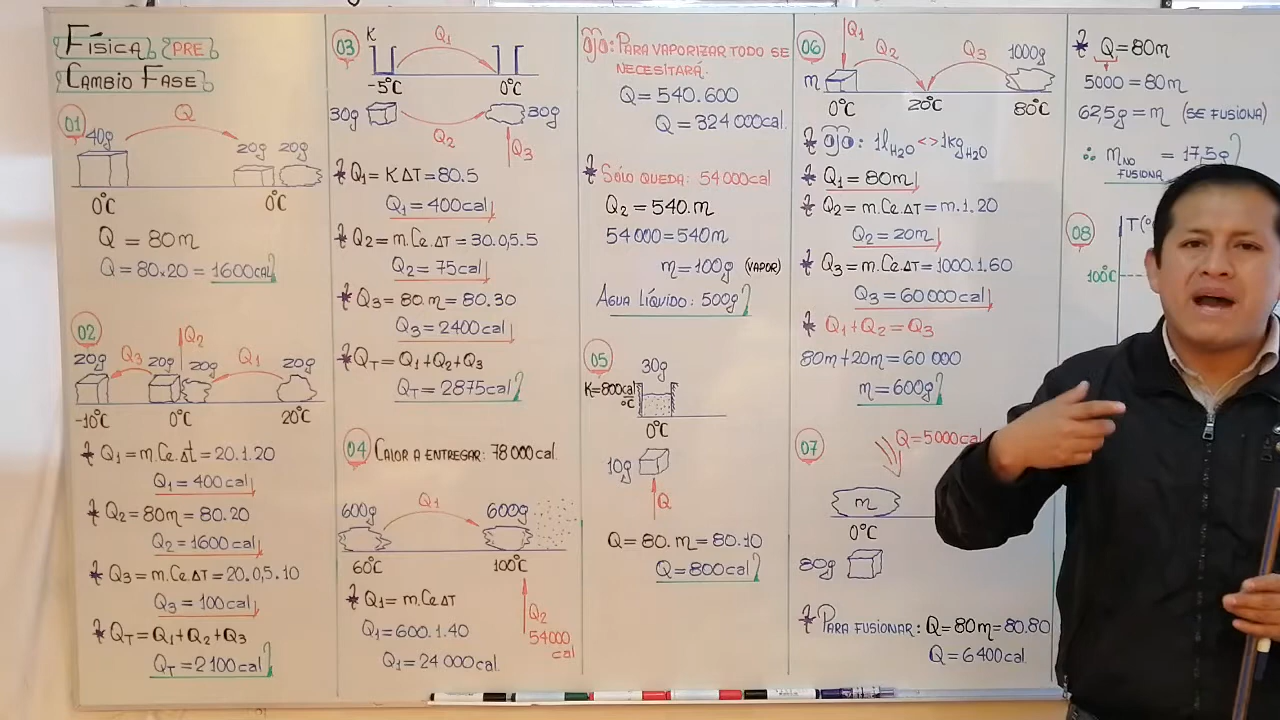 FÍSICA PRE
CAMBIO FASE
01
40g
Q
20g 20g
0°C 0°C
Q = 80m
Q = 80×20 = 1600cal
02
Q2
20g Q3 20g 20g Q1 20g
-10°C 0°C 20°C
* Q1 = m.Ce.Δt = 20.1.20
Q1 = 400cal
* Q2 = 80m = 80.20
Q2 = 1600cal
* Q3 = m.Ce.ΔT = 20.0,5.10
Q3 = 100cal
* QT = Q1+Q2+Q3
QT = 2100cal
03
K Q1
-5°C 0°C
30g 30g
Q2
Q3
* Q1 = KΔT = 80.5
Q1 = 400cal
* Q2 = m.Ce.ΔT = 30.0,5.5
Q2 = 75cal
* Q3 = 80.m = 80.30
Q3 = 2400cal
* QT = Q1+Q2+Q3
QT = 2875cal
04 CALOR A ENTREGAR: 78000cal.
600g Q1 600g
60°C 100°C
Q2
54000
cal
* Q1 = m.Ce.ΔT
Q1 = 600.1.40
Q1 = 24000cal.
OJO: PARA VAPORIZAR TODO SE
NECESITARÁ.
Q = 540.600
Q = 324000cal.
* SÓLO QUEDA: 54000cal
Q2 = 540.m
54000 = 540m
m = 100g (VAPOR)
AGUA LÍQUIDO: 500g
05
30g
K=800cal/°C
0°C
10g
Q
Q = 80.m = 80.10
Q = 800cal
06
Q1
Q2 Q3 1000g
m
0°C 20°C 80°C
* OJO: 1lH2O <> 1kgH2O
* Q1 = 80m
* Q2 = m.Ce.ΔT = m.1.20
Q2 = 20m
* Q3 = m.Ce.ΔT = 1000.1.60
Q3 = 60000cal
* Q1+Q2 = Q3
80m+20m = 60 000
m = 600g
07
Q=5000cal
m
0°C
80g
* PARA FUSIONAR: Q = 80m = 80.80
Q = 6400cal.
* Q = 80m
5000 = 80m
62,5g = m (SE FUSIONA)
∴ mNO FUSIONA = 17,5g
08
T(°
100°C